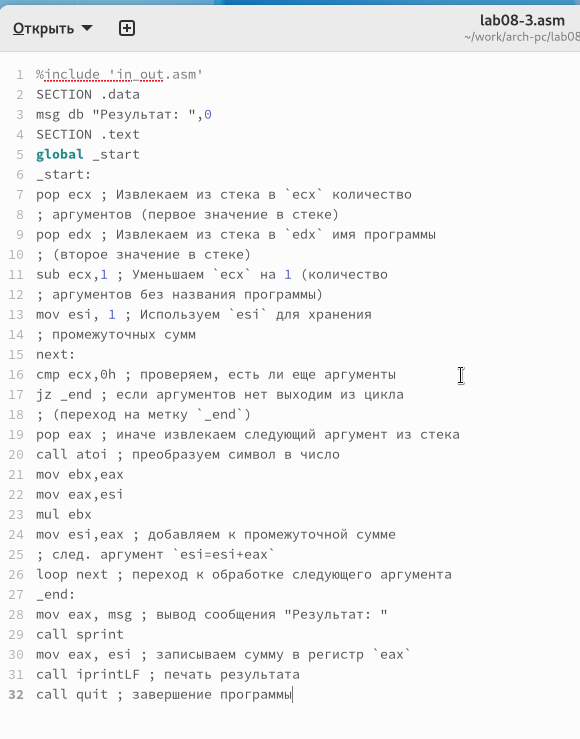 Открыть
lab08-3.asm
~/work/arch-pc/lab08
1 %include 'in_out.asm'
2 SECTION .data
3 msg db "Результат: ",0
4 SECTION .text
5 global _start
6 _start:
7 pop ecx ; Извлекаем из стека в `ecx` количество
8 ; аргументов (первое значение в стеке)
9 pop edx ; Извлекаем из стека в `edx` имя программы
10 ; (второе значение в стеке)
11 sub ecx,1 ; Уменьшаем `ecx` на 1 (количество
12 ; аргументов без названия программы)
13 mov esi, 1 ; Используем `esi` для хранения
14 ; промежуточных сумм
15 next:
16 cmp ecx,0h ; проверяем, есть ли еще аргументы
17 jz _end ; если аргументов нет выходим из цикла
18 ; (переход на метку `_end`)
19 pop eax ; иначе извлекаем следующий аргумент из стека
20 call atoi ; преобразуем символ в число
21 mov ebx,eax
22 mov eax,esi
23 mul ebx
24 mov esi,eax ; добавляем к промежуточной сумме
25 ; след. аргумент `esi=esi+eax`
26 loop next ; переход к обработке следующего аргумента
27 _end:
28 mov eax, msg ; вывод сообщения "Результат: "
29 call sprint
30 mov eax, esi ; записываем сумму в регистр `eax`
31 call iprintLF ; печать результата
32 call quit ; завершение программы